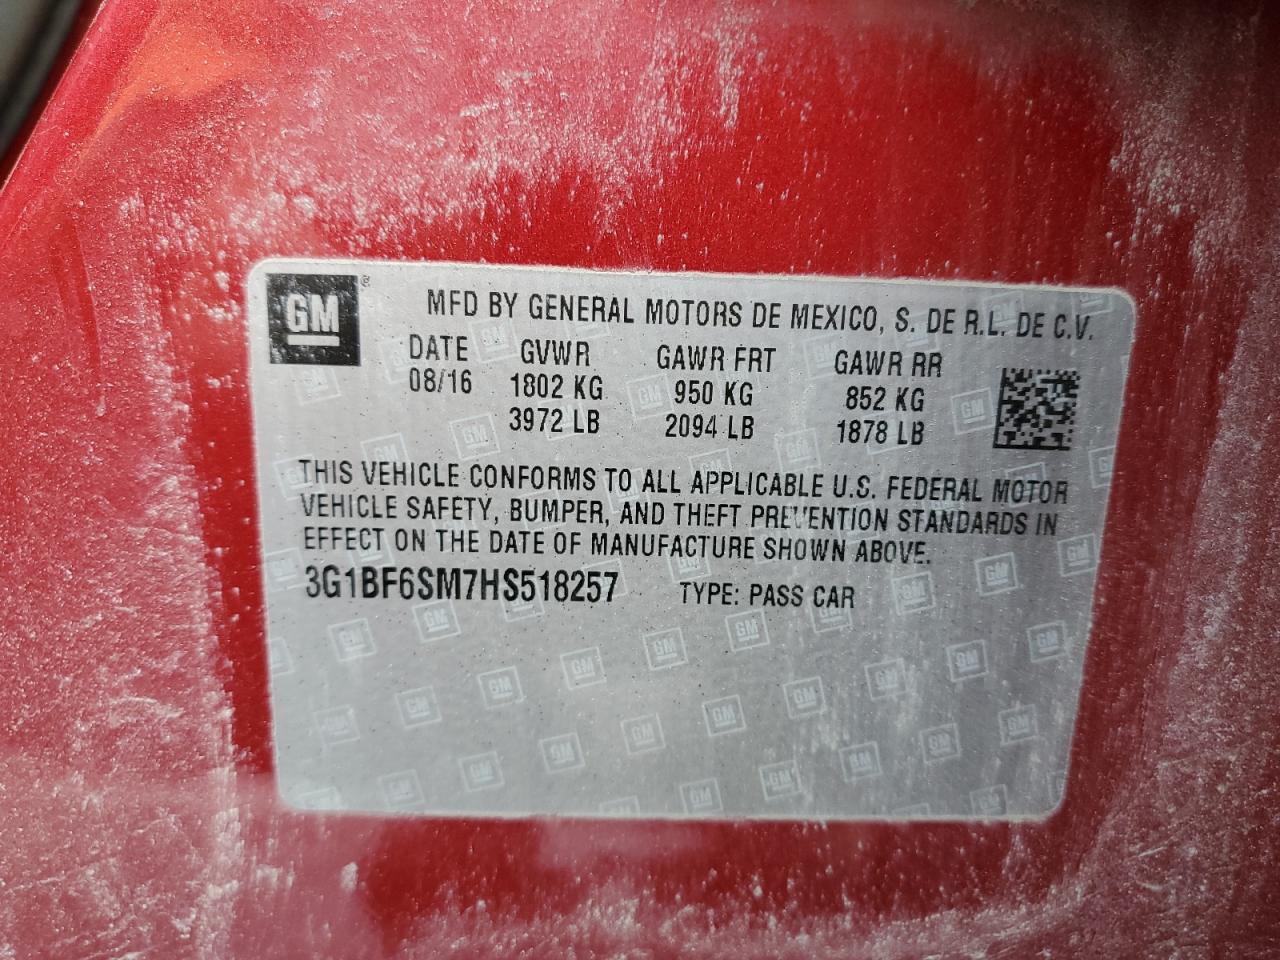 GM ®
MFD BY GENERAL MOTORS DE MEXICO, S. DE R.L. DE C.V.
DATE GVWR GAWR FRT GAWR RR
08/16 1802 KG 950 KG 852 KG
3972 LB 2094 LB 1878 LB
THIS VEHICLE CONFORMS TO ALL APPLICABLE U.S. FEDERAL MOTOR
VEHICLE SAFETY, BUMPER, AND THEFT PREVENTION STANDARDS IN
EFFECT ON THE DATE OF MANUFACTURE SHOWN ABOVE.
3G1BF6SM7HS518257 TYPE: PASS CAR